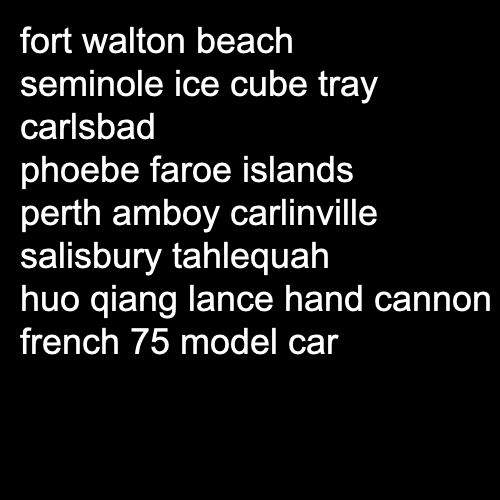 fort walton beach
seminole ice cube tray
carlsbad
phoebe faroe islands
perth amboy carlinville
salisbury tahlequah
huo qiang lance hand cannon
french 75 model car